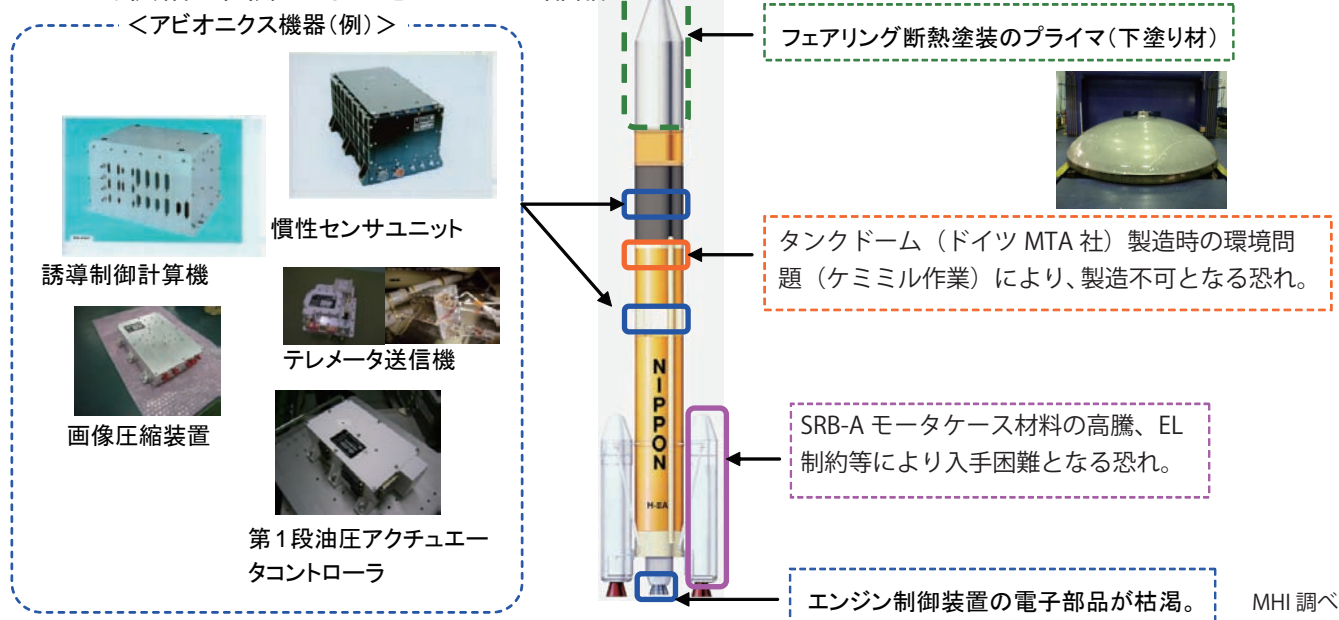 <アビオニクス機器(例)>
フェアリング断熱塗装のプライマ(下塗り材)
慣性センサユニット
誘導制御計算機
タンクドーム(ドイツ MTA 社)製造時の環境問
題(ケミミル作業)により、製造不可となる恐れ。
テレメータ送信機
画像圧縮装置
NIPPON
H-IIA
SRB-A モータケース材料の高騰、EL
制約等により入手困難となる恐れ。
第1段油圧アクチュエー
タコントローラ
エンジン制御装置の電子部品が枯渇。
MHI 調べ